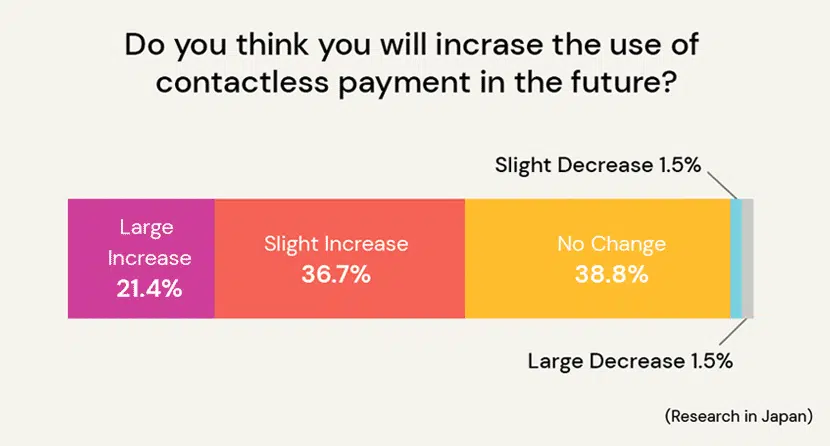 Do you think you will incrase the use of
contactless payment in the future?
Slight Decrease 1.5%
Large
Increase
21.4%
Slight Increase
36.7%
No Change
38.8%
Large Decrease 1.5%
(Research in Japan)